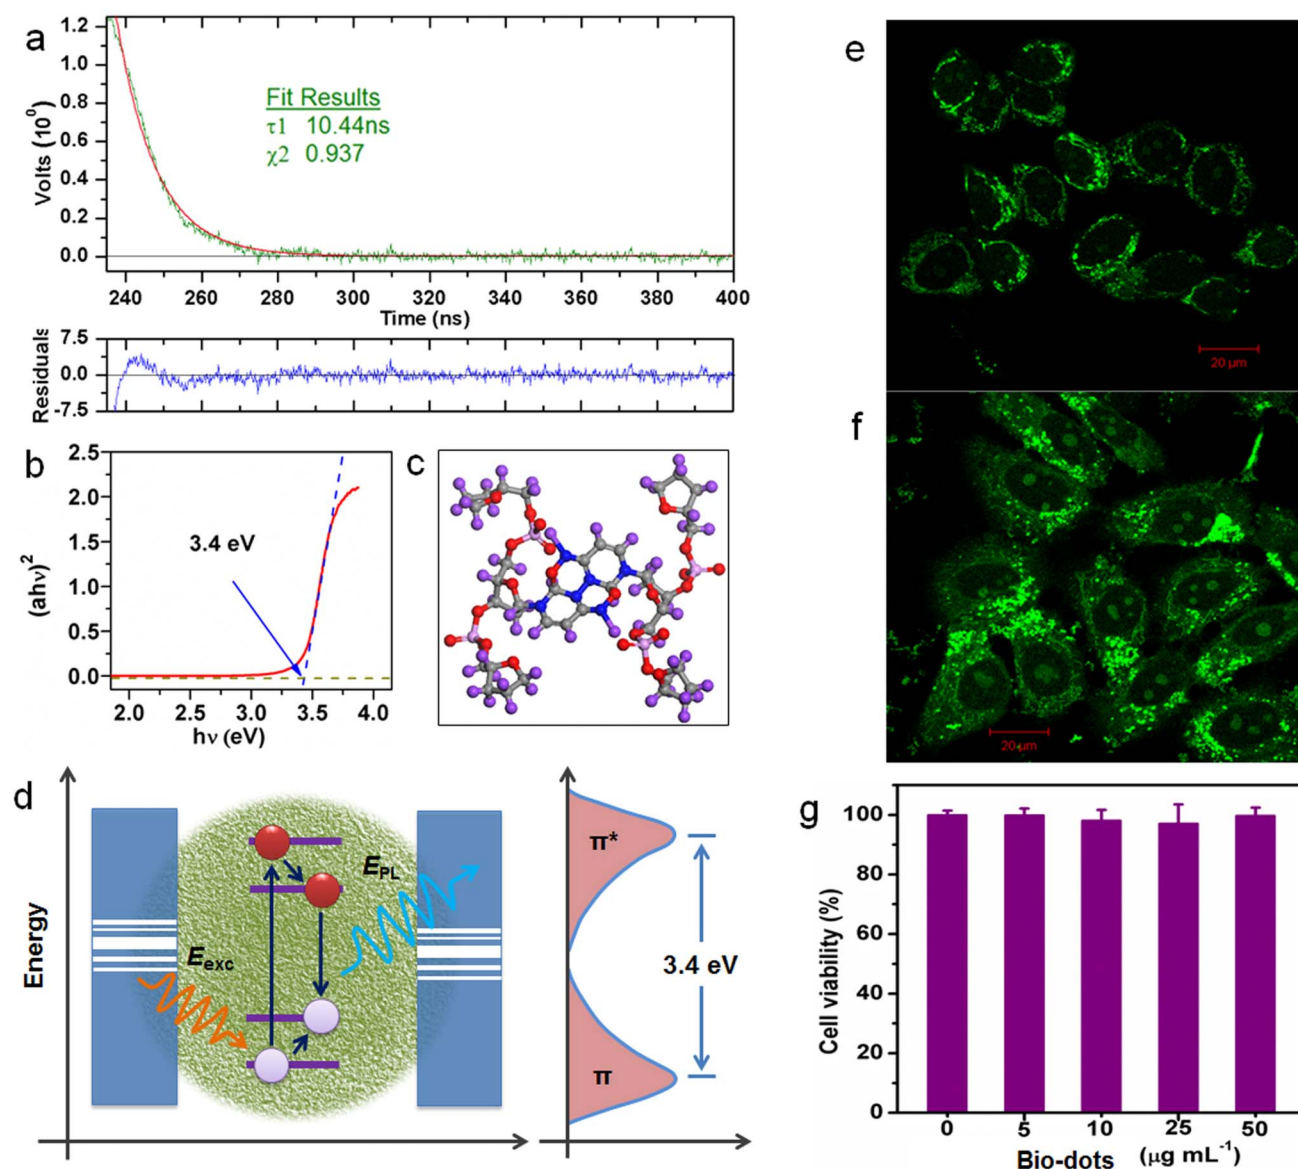 a
1.2
1.0
0.8
0.6
0.4
0.2
0.0
Volts (10⁰)
Fit Results
τ1 10.44ns
χ2 0.937
240 260 280 300 320 340 360 380 400
Time (ns)
7.5
0.0
-7.5
Residuals
b
2.5
2.0
1.5
1.0
0.5
0.0
(ahν)²
3.4 eV
2.0 2.5 3.0 3.5 4.0
hν (eV)
c
d
Energy
E_exc
E_PL
π*
3.4 eV
π
e
20 μm
f
20 μm
g
100
80
60
40
20
0
Cell viability (%)
0 5 10 25 50
Bio-dots (μg mL⁻¹)